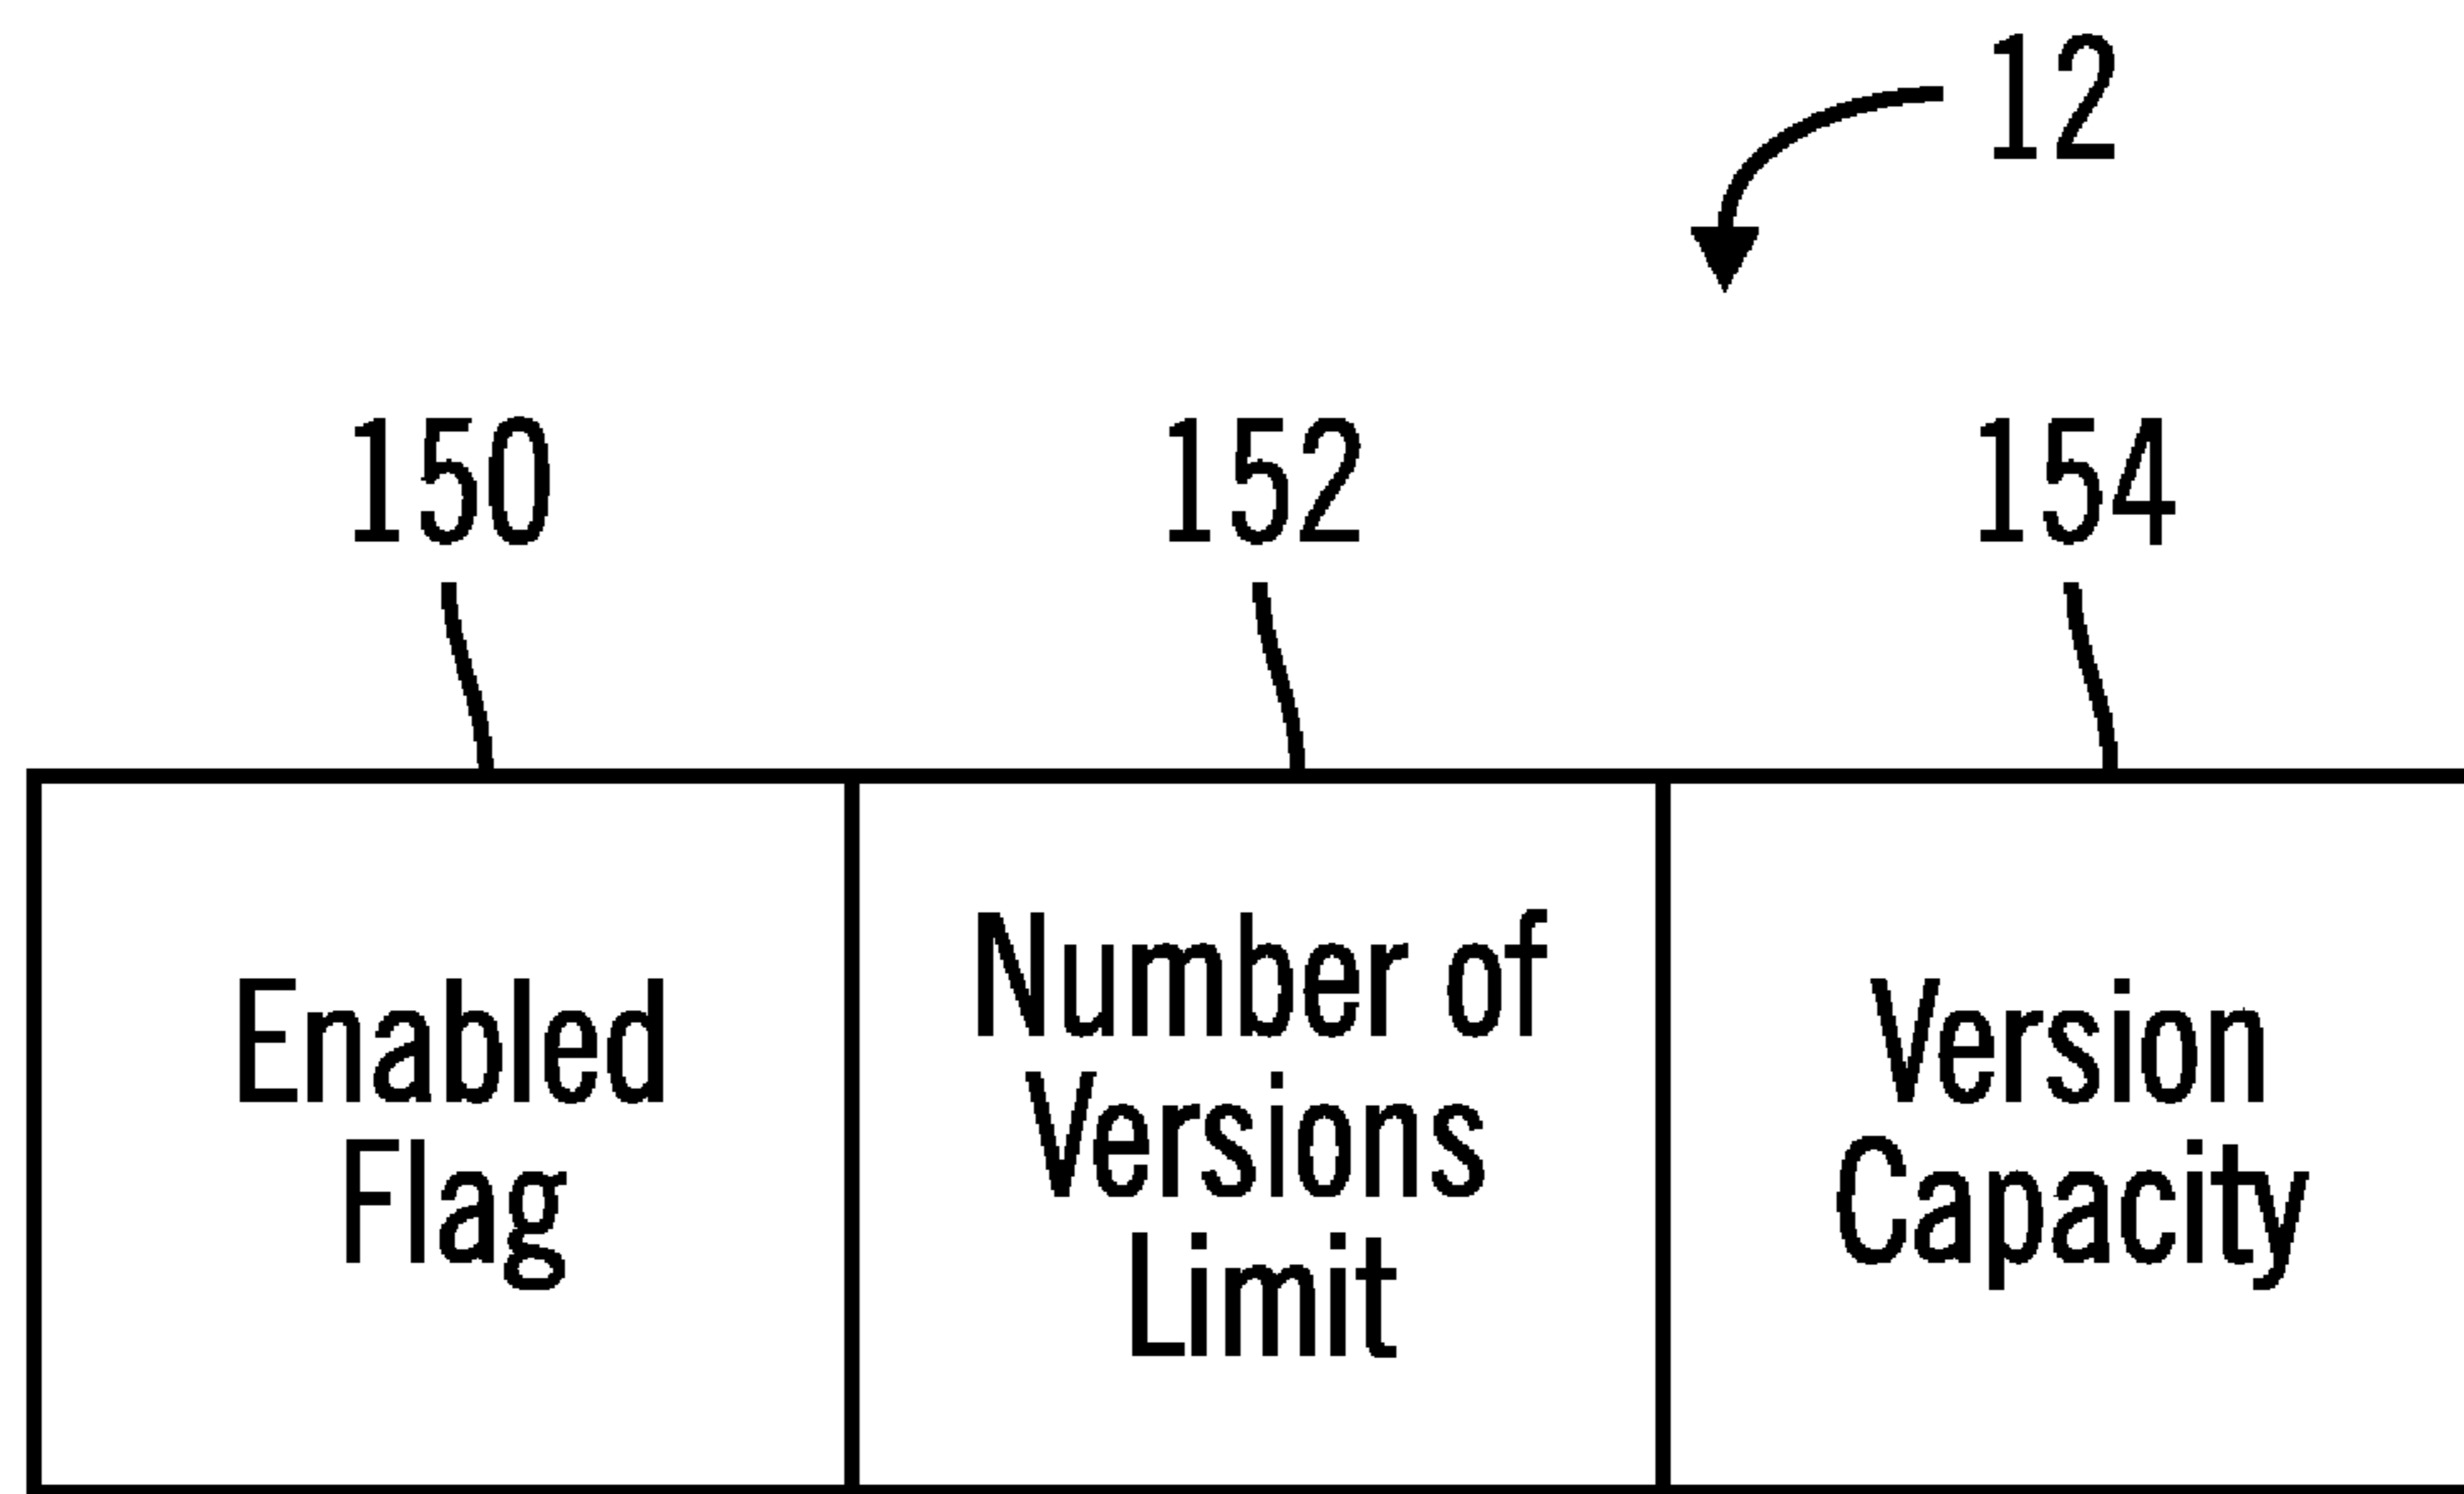 12
150
152
154
Enabled
Flag
Number of
Versions
Limit
Version
Capacity